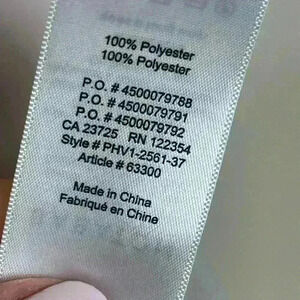 100% Polyester
100% Polyester
P.O. # 4500079788
P.O. # 4500079791
P.O. # 4500079792
CA 23725 RN 122354
Style # PHV1-2561-37
Article # 63300
Made in China
Fabriqué en Chine